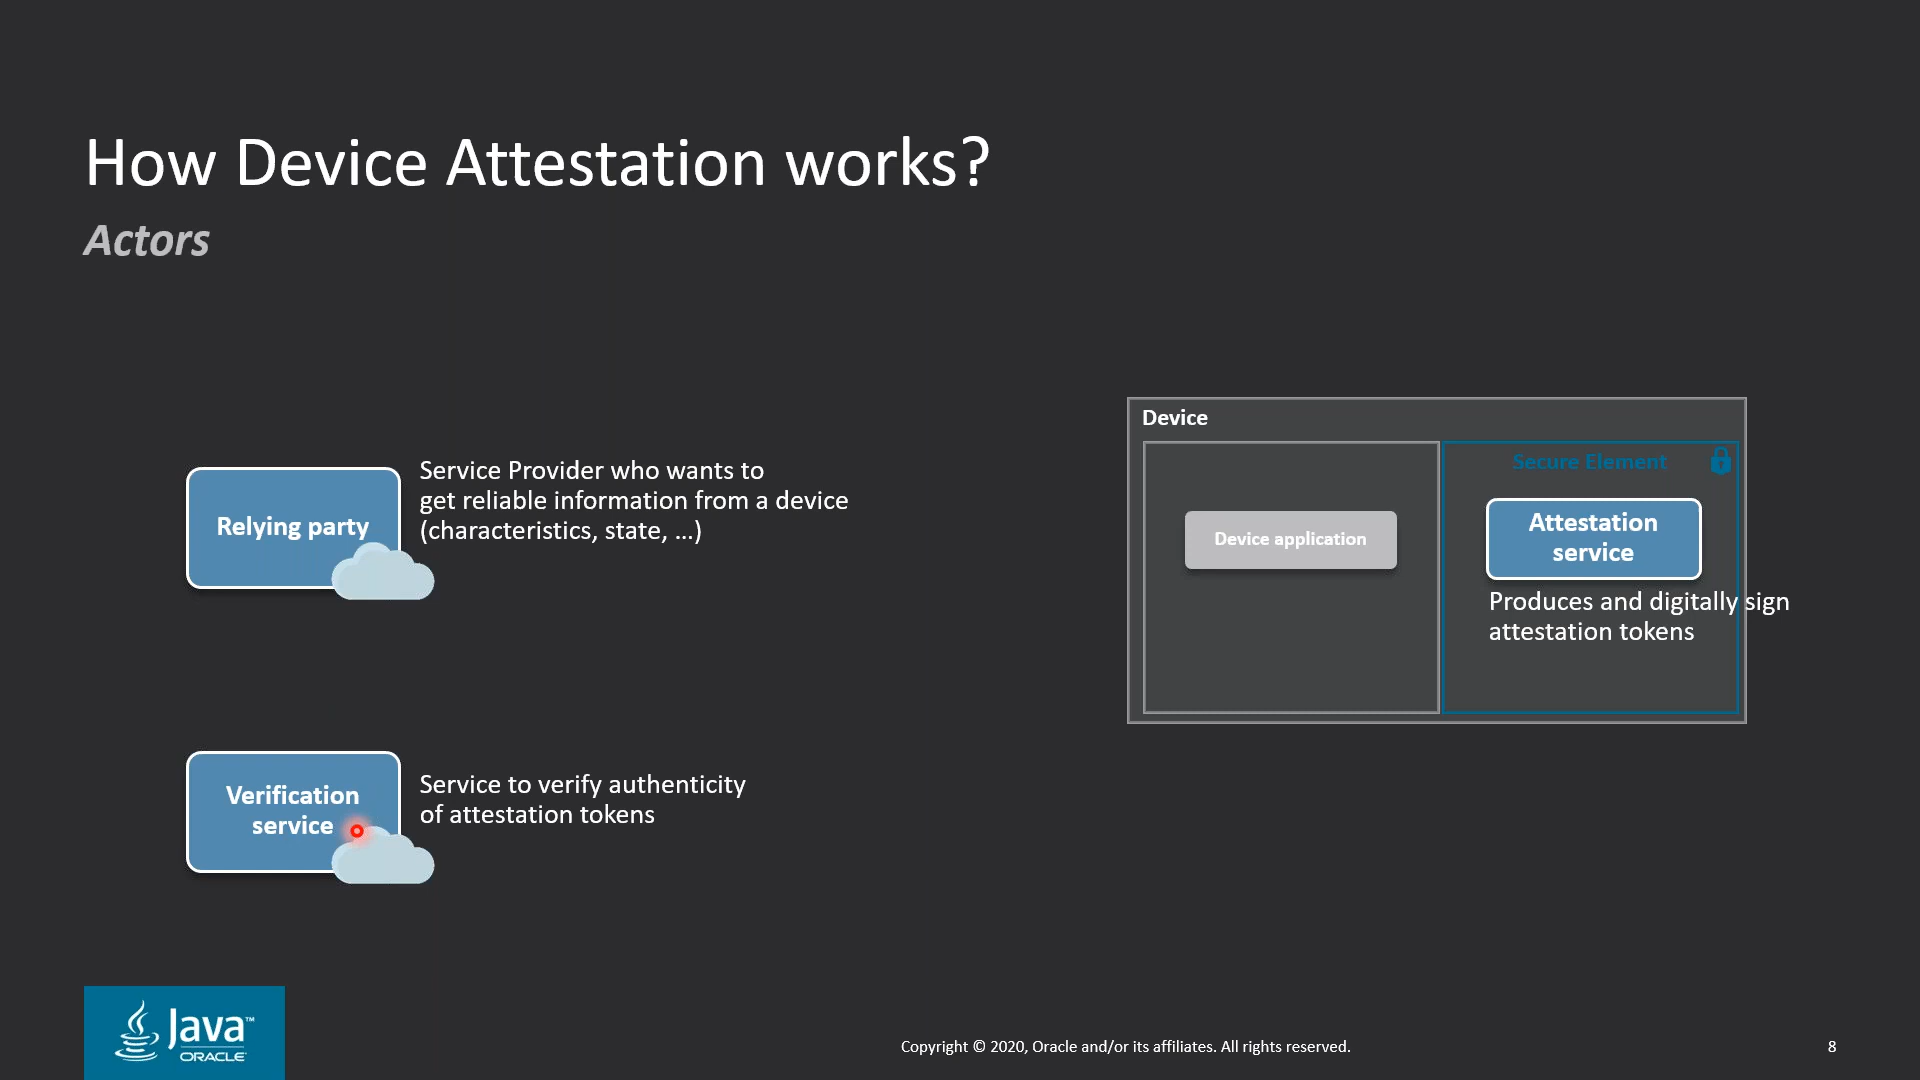 How Device Attestation works?
Actors
Relying party
Service Provider who wants to
get reliable information from a device
(characteristics, state, ...)
Verification
service
Service to verify authenticity
of attestation tokens
Device
Secure Element
Device application
Attestation
service
Produces and digitally sign
attestation tokens
Java™
ORACLE
Copyright © 2020, Oracle and/or its affiliates. All rights reserved.
8